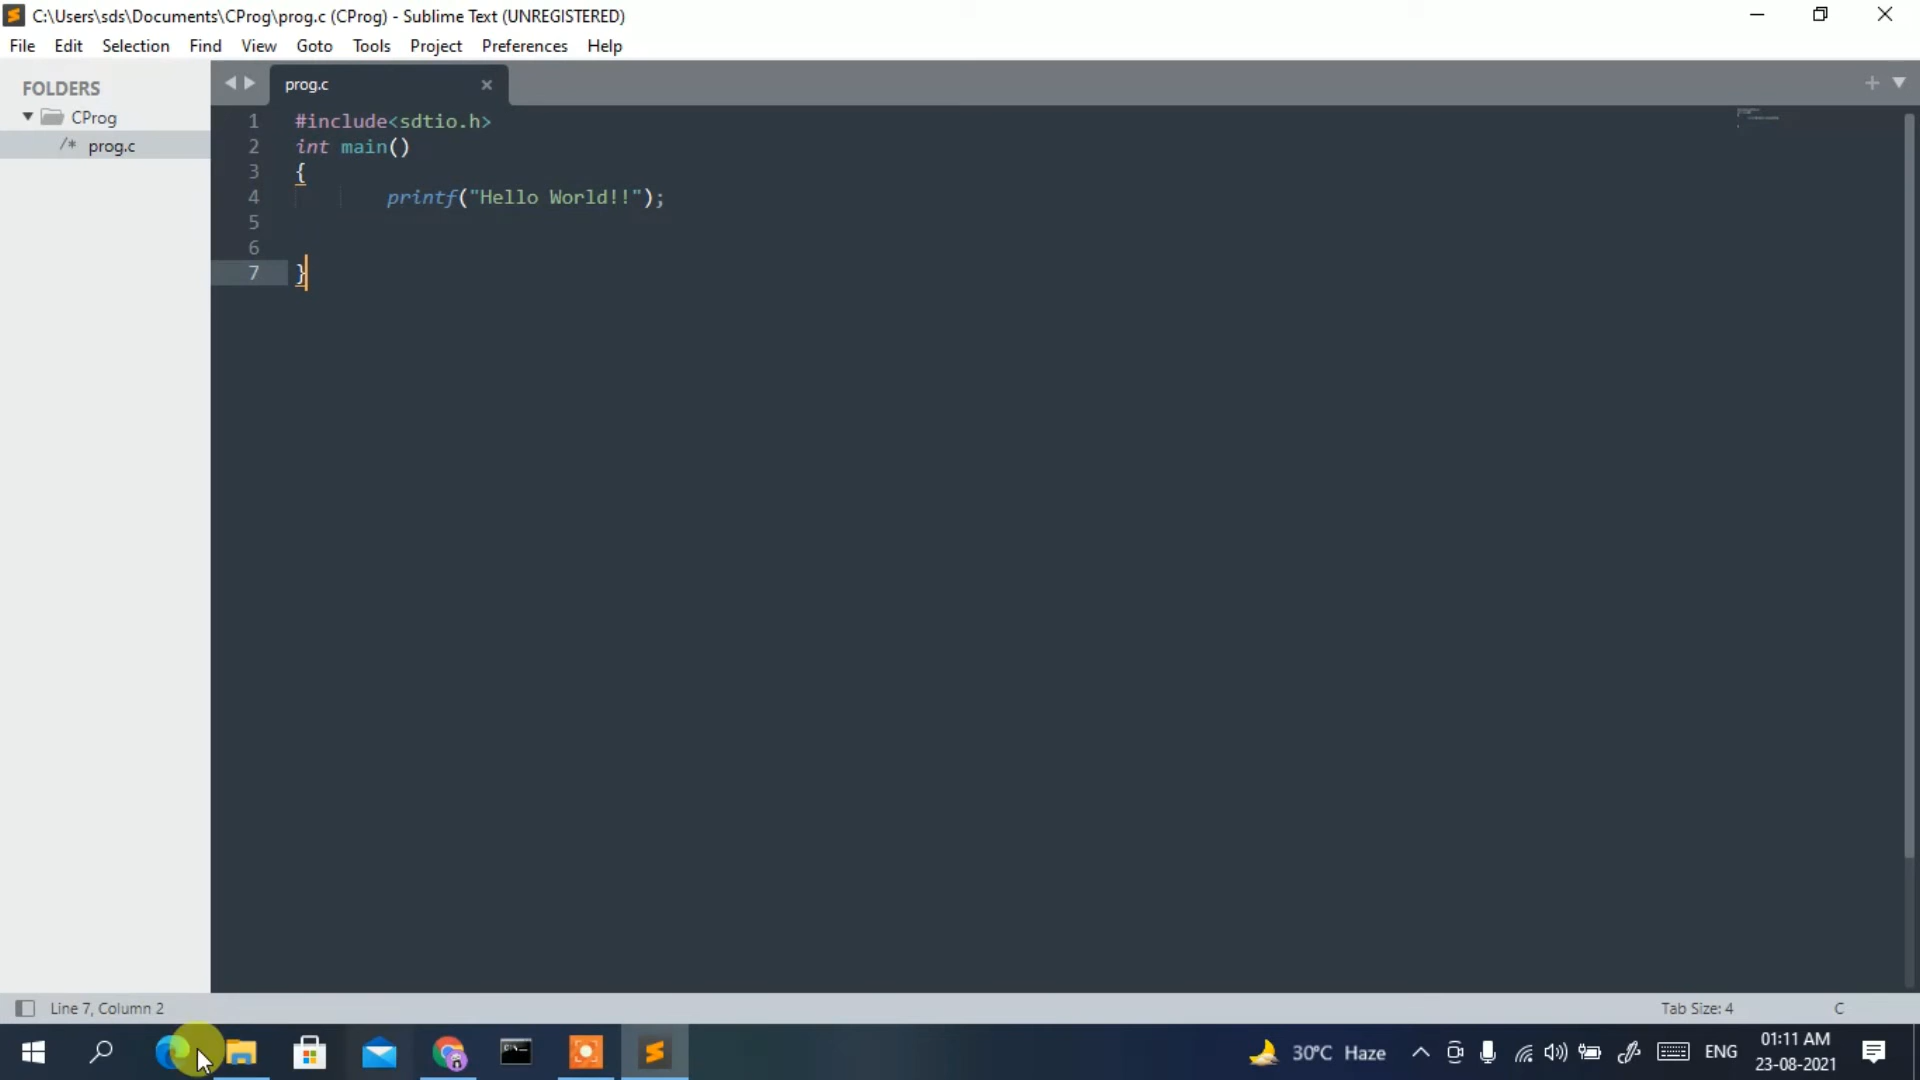 C:\Users\sds\Documents\CProg\prog.c (CProg) - Sublime Text (UNREGISTERED)
File Edit Selection Find View Goto Tools Project Preferences Help
FOLDERS
CProg
/* prog.c
prog.c
1 #include<sdtio.h>
2 int main()
3 {
4 printf("Hello World!!");
5
6
7 }
Line 7, Column 2
Tab Size: 4
C
30°C Haze
ENG
01:11 AM
23-08-2021